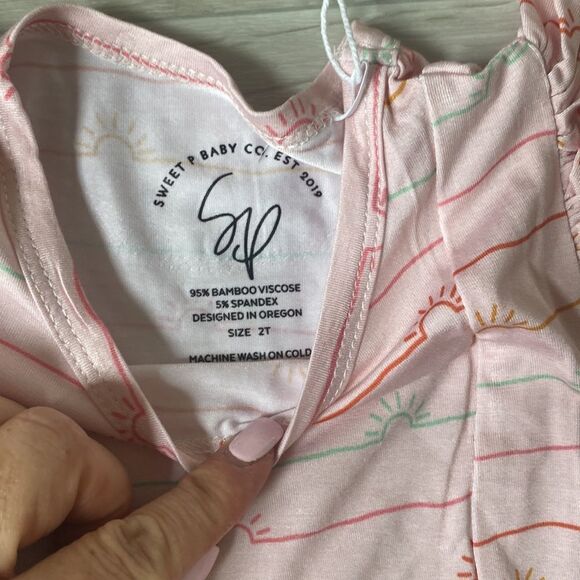 SWEET P BABY CO. EST 2019
SP
95% BAMBOO VISCOSE
5% SPANDEX
DESIGNED IN OREGON
SIZE 2T
MACHINE WASH ON COLD